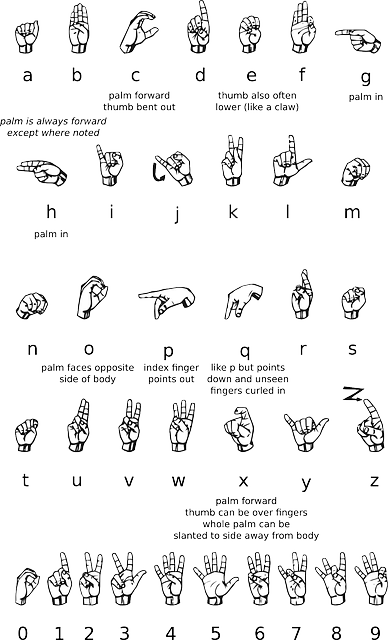 a b c d e f g
palm forward
thumb bent out
thumb also often
lower (like a claw)
palm in
palm is always forward
except where noted
h i j k l m
palm in
n o p q r s
palm faces opposite
side of body
index finger
points out
like p but points
down and unseen
fingers curled in
Z
t u v w x y z
palm forward
thumb can be over fingers
whole palm can be
slanted to side away from body
0 1 2 3 4 5 6 7 8 9